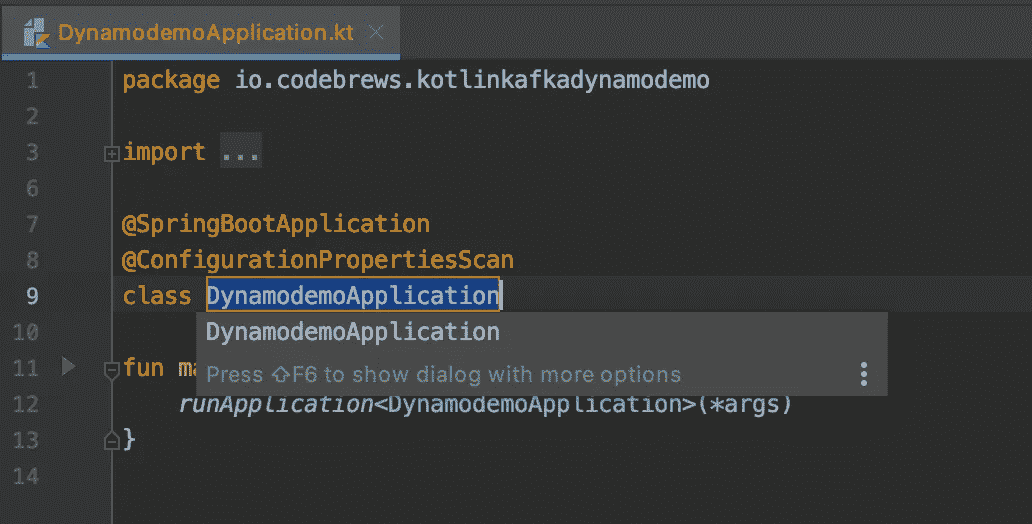 DynamodemoApplication.kt
1 package io.codebrews.kotlinkafkadynamodemo
2
3 import ...
6
7 @SpringBootApplication
8 @ConfigurationPropertiesScan
9 class DynamodemoApplication
10 DynamodemoApplication
11 fun ma
Press ⇧F6 to show dialog with more options
12 runApplication<DynamodemoApplication>(*args)
13 }
14